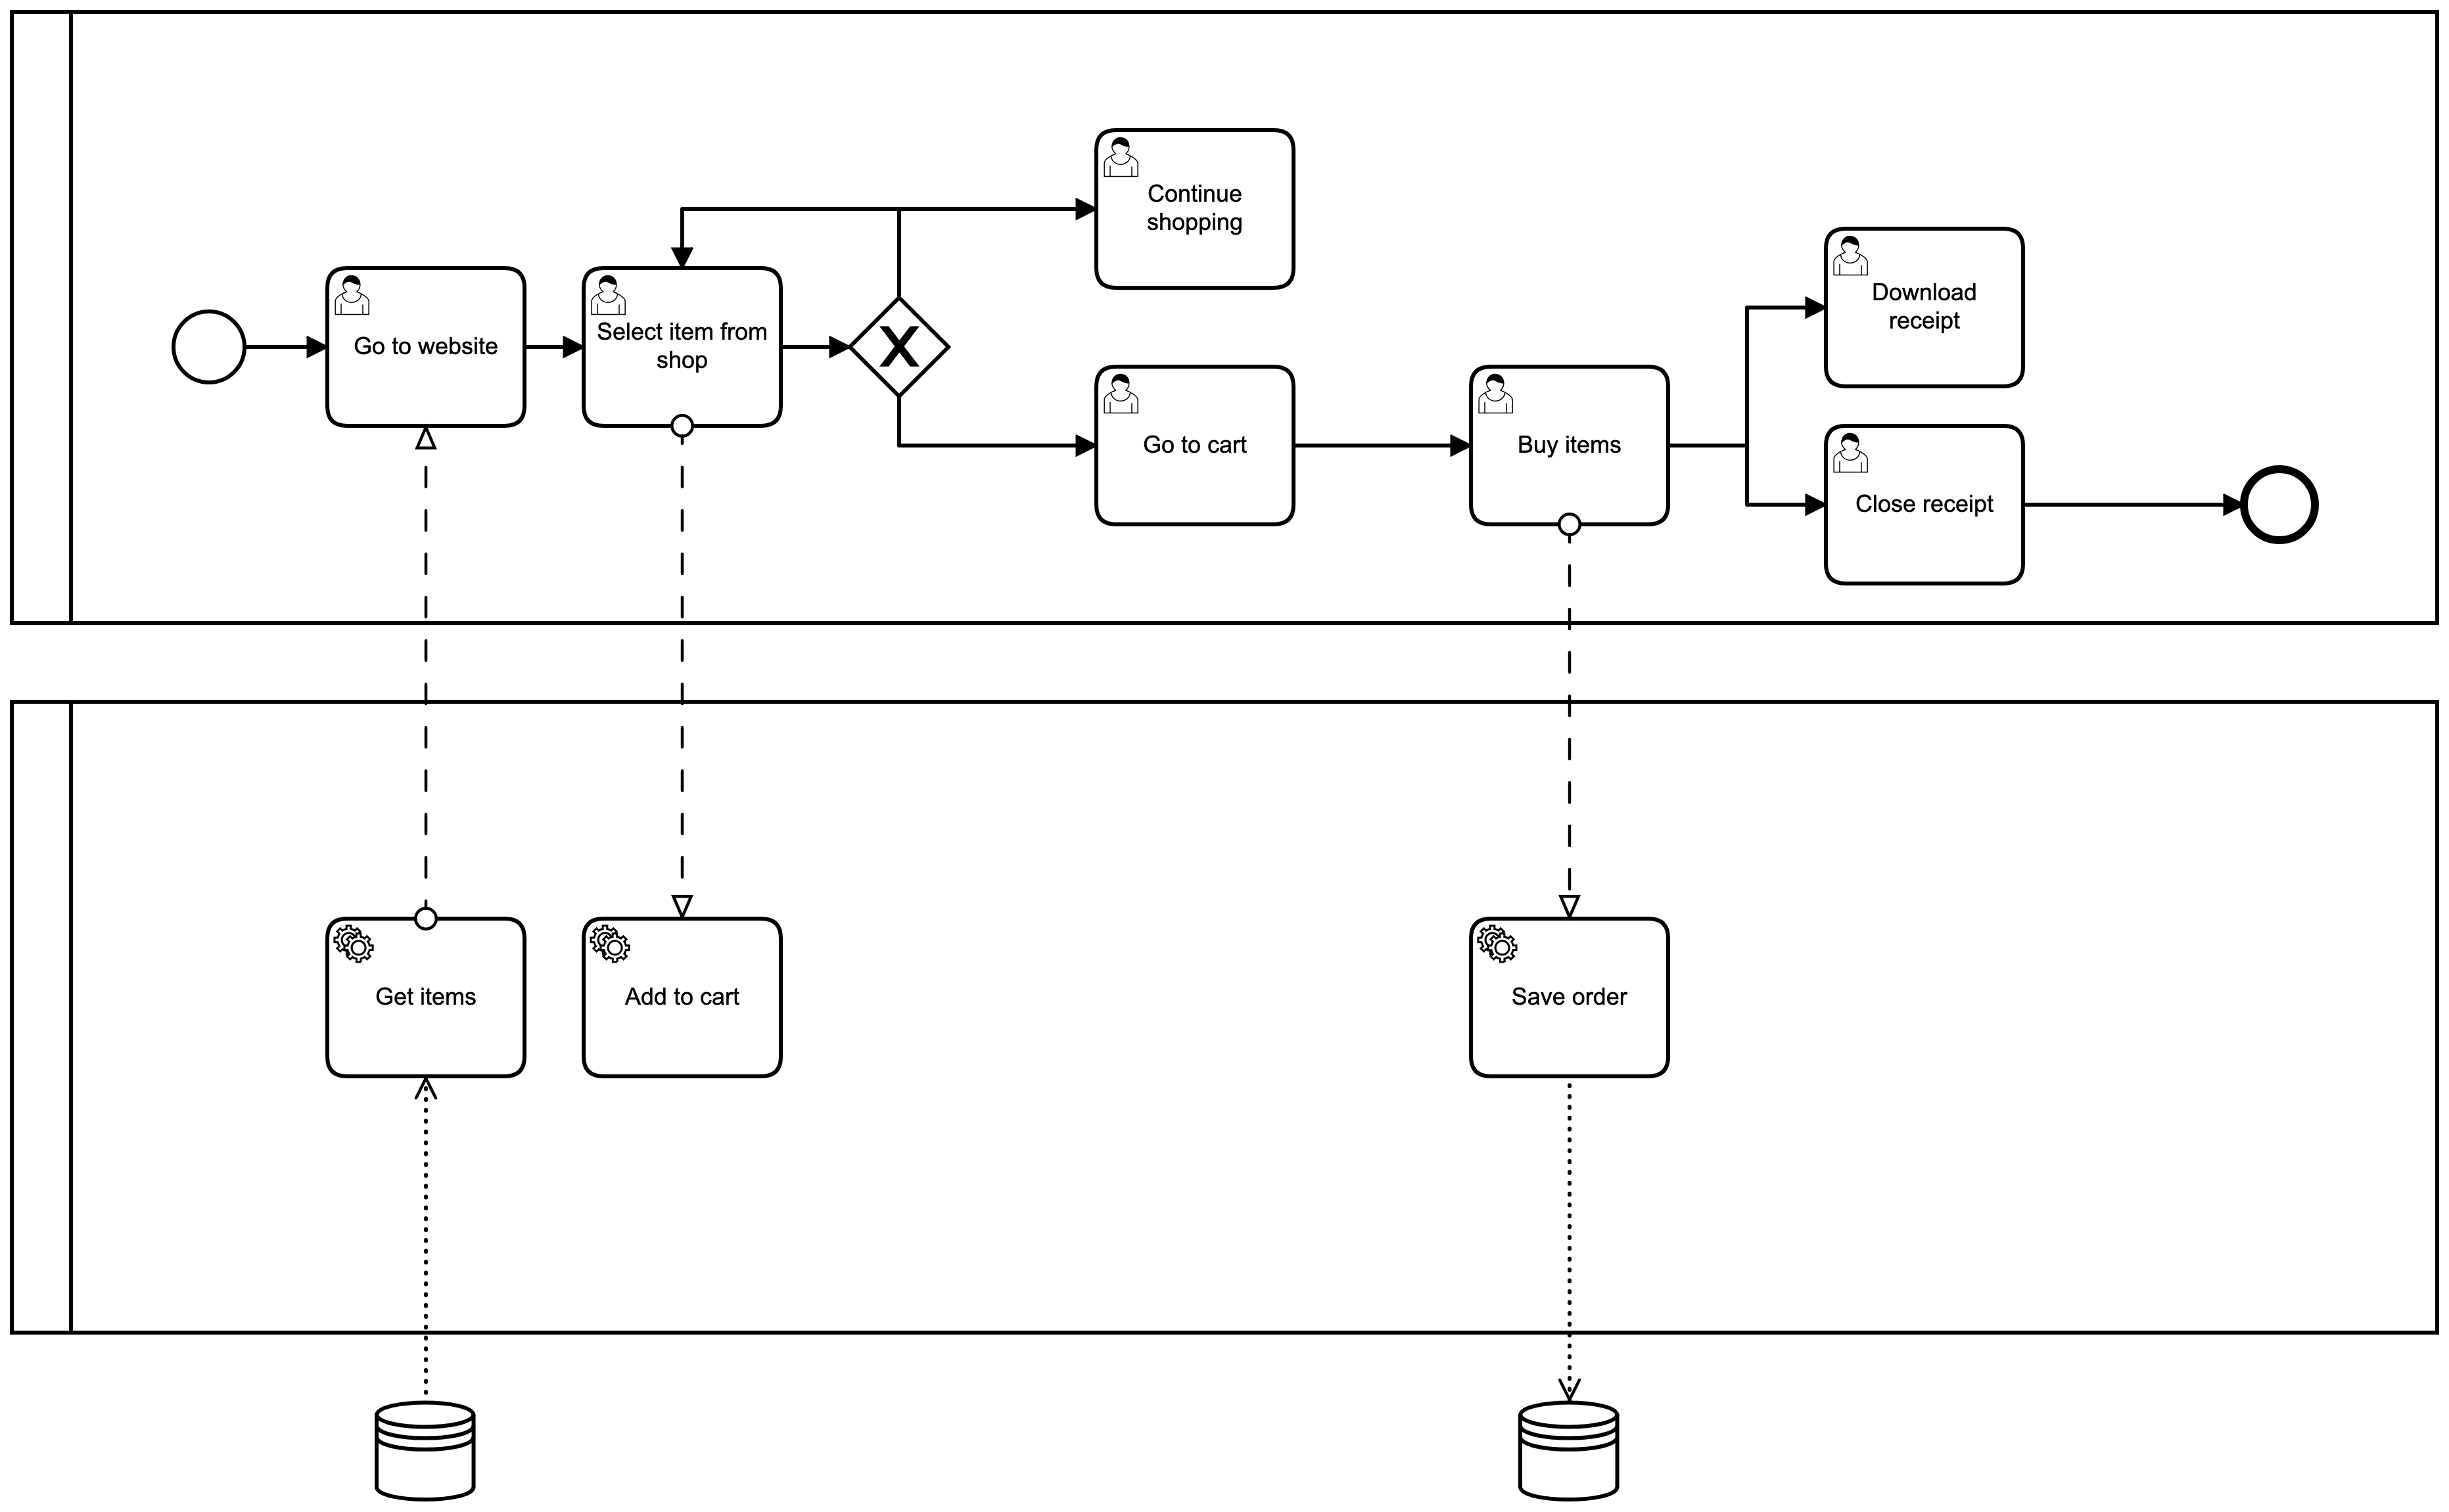 Continue
shopping
Download
receipt
Go to website
Select item from
shop
X
Go to cart
Buy items
Close receipt
Get items
Add to cart
Save order